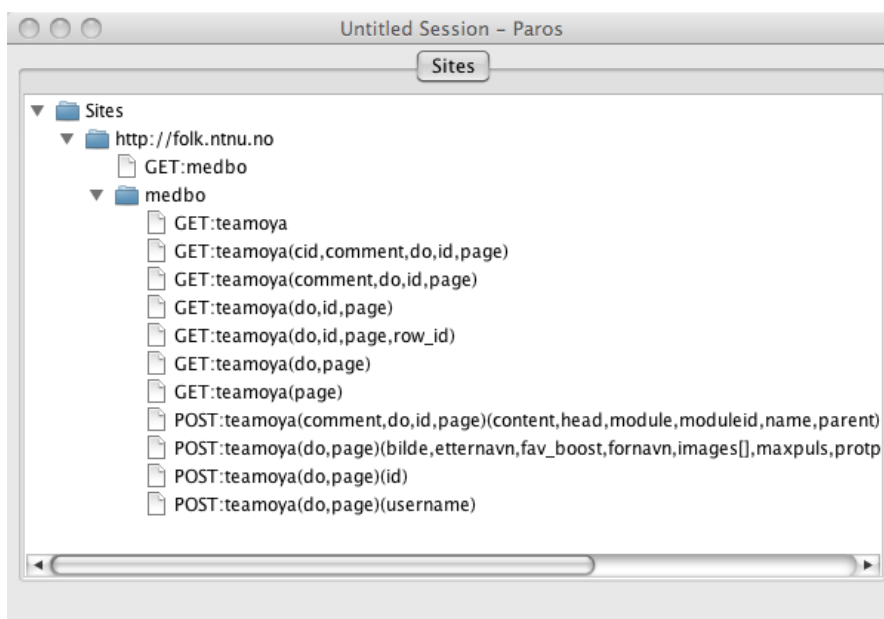 Untitled Session – Paros
Sites
Sites
http://folk.ntnu.no
GET:medbo
medbo
GET:teamoya
GET:teamoya(cid,comment,do,id,page)
GET:teamoya(comment,do,id,page)
GET:teamoya(do,id,page)
GET:teamoya(do,id,page,row_id)
GET:teamoya(do,page)
GET:teamoya(page)
POST:teamoya(comment,do,id,page)(content,head,module,moduleid,name,parent)
POST:teamoya(do,page)(bilde,etternavn,fav_boost,fornavn,images[],maxpuls,protp
POST:teamoya(do,page)(id)
POST:teamoya(do,page)(username)